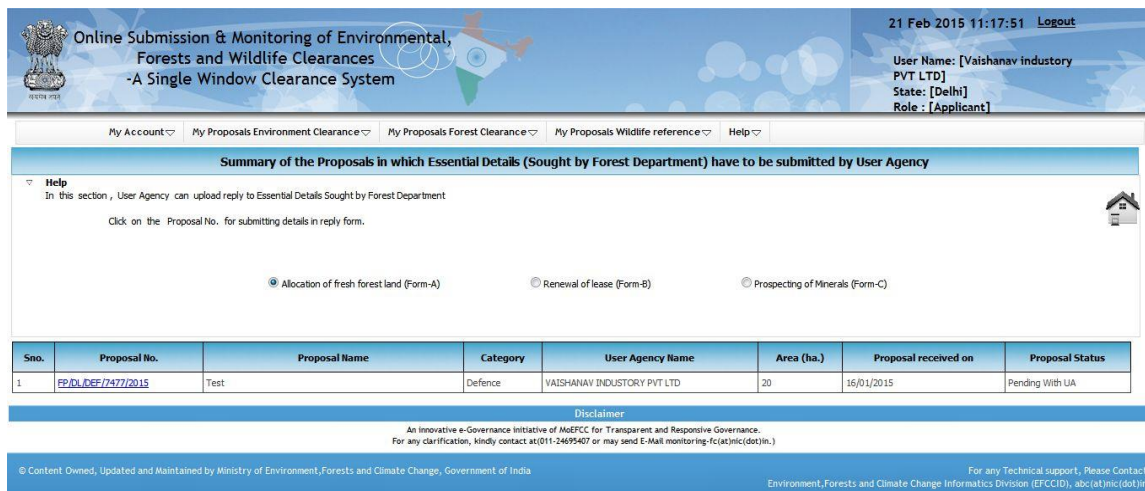 21 Feb 2015 11:17:51 Logout
Online Submission & Monitoring of Environmental,
Forests and Wildlife Clearances
-A Single Window Clearance System
सत्यमेव जयते
User Name: [Vaishanav industory
PVT LTD]
State: [Delhi]
Role : [Applicant]
My Account My Proposals Environment Clearance My Proposals Forest Clearance My Proposals Wildlife reference Help
Summary of the Proposals in which Essential Details (Sought by Forest Department) have to be submitted by User Agency
Help
In this section , User Agency can upload reply to Essential Details Sought by Forest Department
Click on the Proposal No. for submitting details in reply form.
Allocation of fresh forest land (Form-A) Renewal of lease (Form-B) Prospecting of Minerals (Form-C)
Sno. Proposal No. Proposal Name Category User Agency Name Area (ha.) Proposal received on Proposal Status
1 FP/DL/DEF/7477/2015 Test Defence VAISHANAV INDUSTORY PVT LTD 20 16/01/2015 Pending With UA
Disclaimer
An innovative e-Governance initiative of MoEFCC for Transparent and Responsive Governance.
For any clarification, kindly contact at(011-24695407 or may send E-Mail monitoring-fc(at)nic(dot)in.)
© Content Owned, Updated and Maintained by Ministry of Environment,Forests and Climate Change, Government of India
For any Technical support, Please Contact
Environment,Forests and Climate Change Informatics Division (EFCCID), abc(at)nic(dot)in